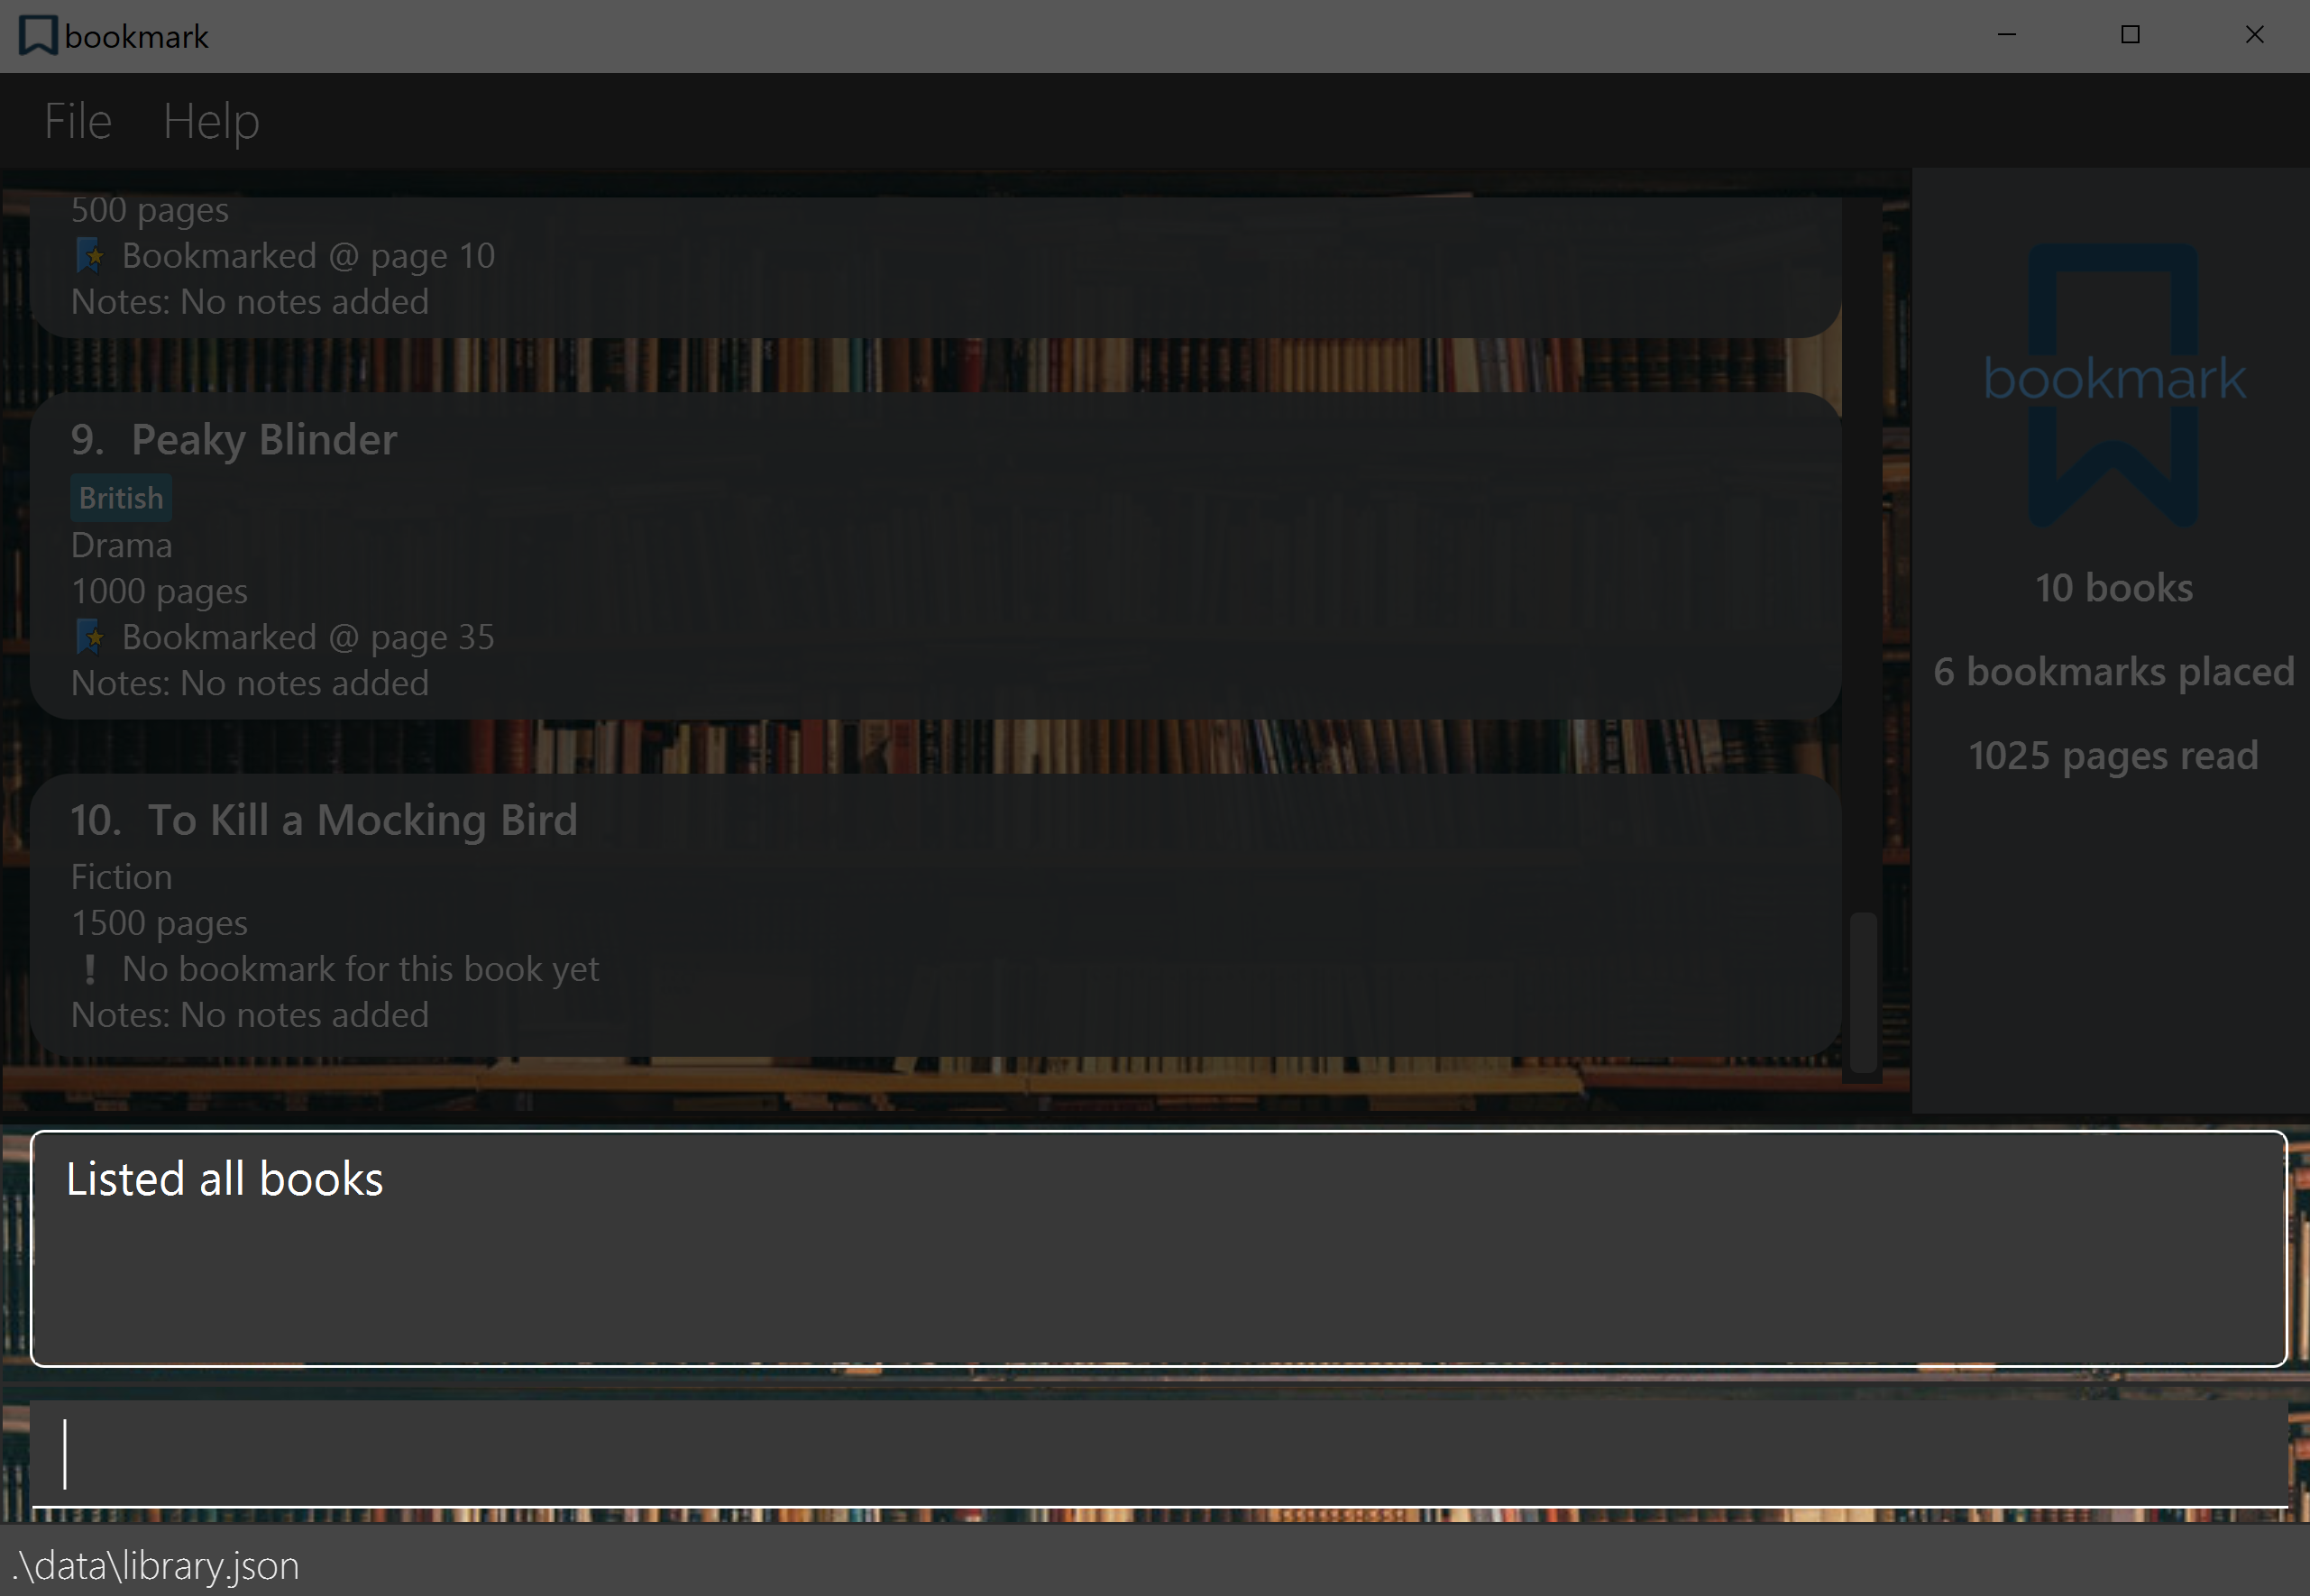 bookmark
File Help
500 pages
Bookmarked @ page 10
Notes: No notes added
9. Peaky Blinder
British
Drama
1000 pages
Bookmarked @ page 35
Notes: No notes added
10. To Kill a Mocking Bird
Fiction
1500 pages
! No bookmark for this book yet
Notes: No notes added
bookmark
10 books
6 bookmarks placed
1025 pages read
Listed all books
.\data\library.json